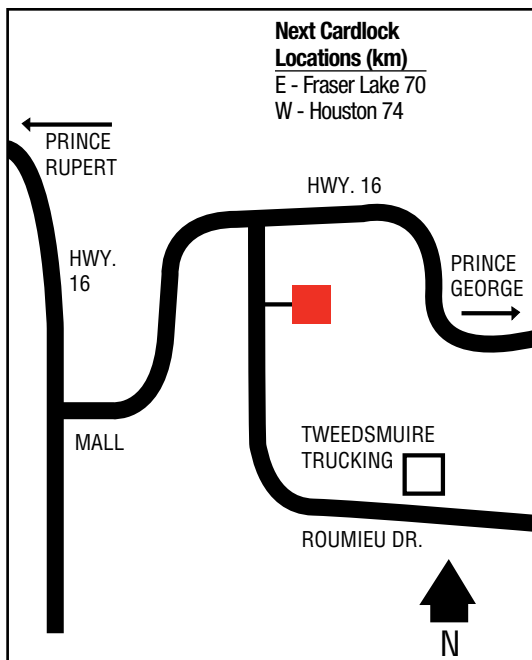 Next Cardlock
Locations (km)
E - Fraser Lake 70
W - Houston 74
PRINCE
RUPERT
HWY. 16
HWY.
16
PRINCE
GEORGE
MALL
TWEEDSMUIRE
TRUCKING
ROUMIEU DR.
N